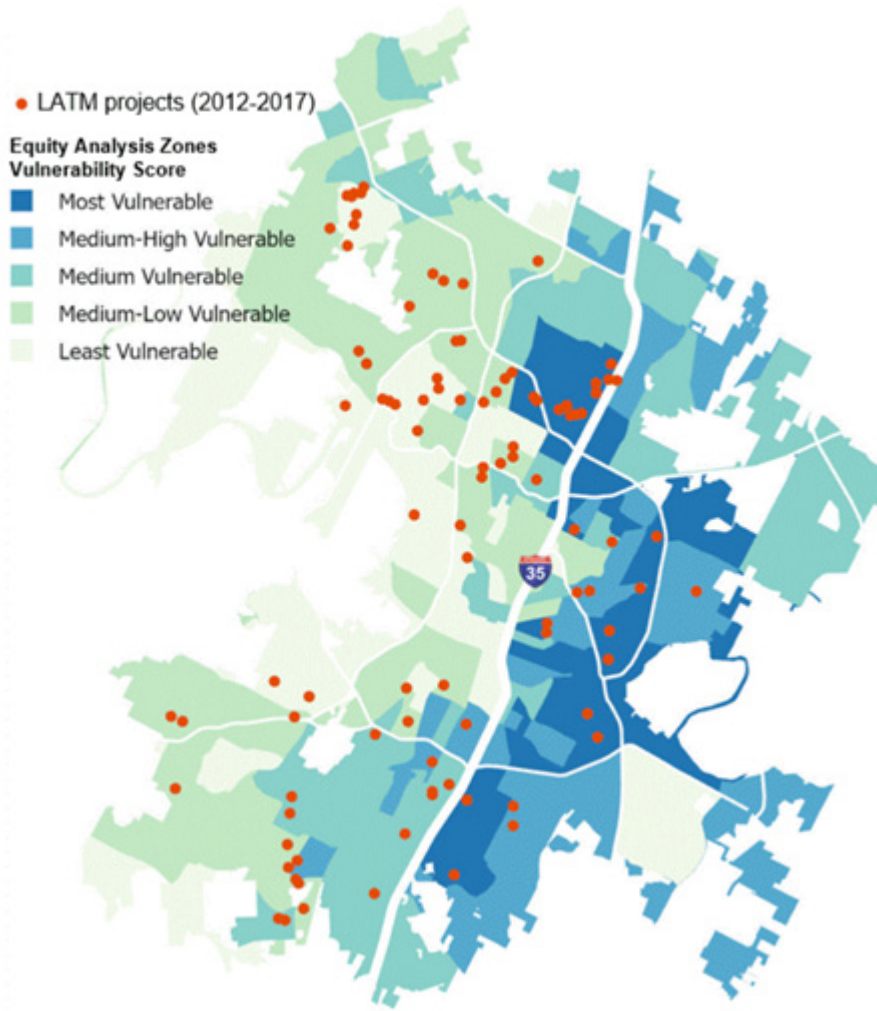 LATM projects (2012-2017)
Equity Analysis Zones
Vulnerability Score
Most Vulnerable
Medium-High Vulnerable
Medium Vulnerable
Medium-Low Vulnerable
Least Vulnerable
35